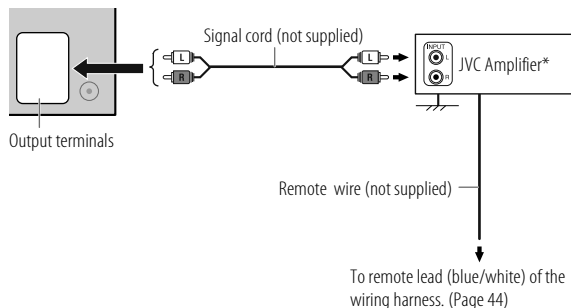 Signal cord (not supplied)
L
R
L
R
INPUT
L
R
JVC Amplifier*
Output terminals
Remote wire (not supplied)
To remote lead (blue/white) of the
wiring harness. (Page 44)